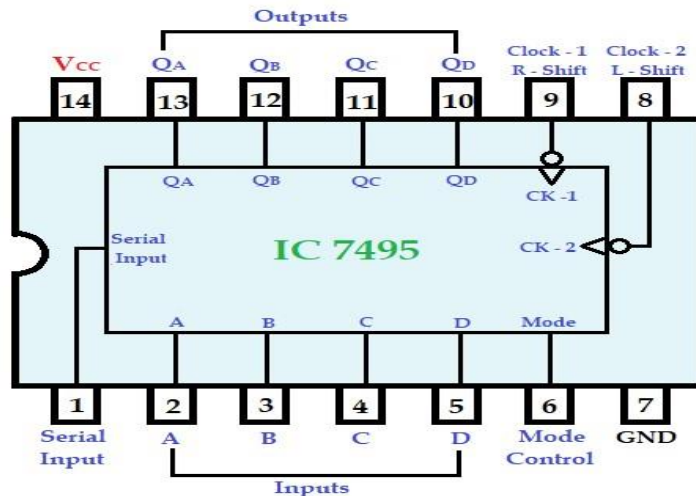 Outputs
VCC QA QB QC QD Clock - 1 Clock - 2
R - Shift L - Shift
14 13 12 11 10 9 8
QA QB QC QD
CK -1
Serial
Input
IC 7495
CK - 2
A B C D Mode
1 2 3 4 5 6 7
Serial
Input
A B C D
Mode
Control
GND
Inputs